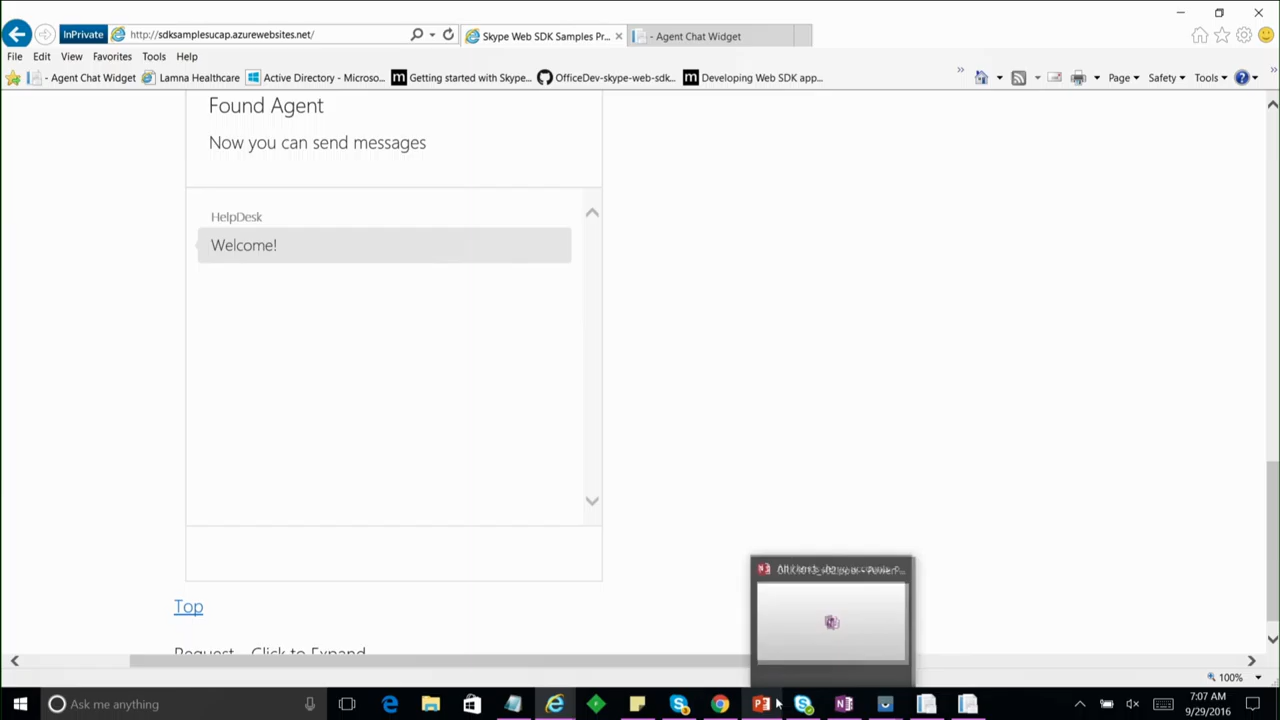 InPrivate http://sdksamplesucap.azurewebsites.net/ Skype Web SDK Samples Pr... - Agent Chat Widget
File Edit View Favorites Tools Help
- Agent Chat Widget Lamna Healthcare Active Directory - Microso... Getting started with Skype... OfficeDev-skype-web-sdk... Developing Web SDK app... Page Safety Tools
Found Agent
Now you can send messages
HelpDesk
Welcome!
Top
Request - Click to Expand
100%
Ask me anything
7:07 AM
9/29/2016